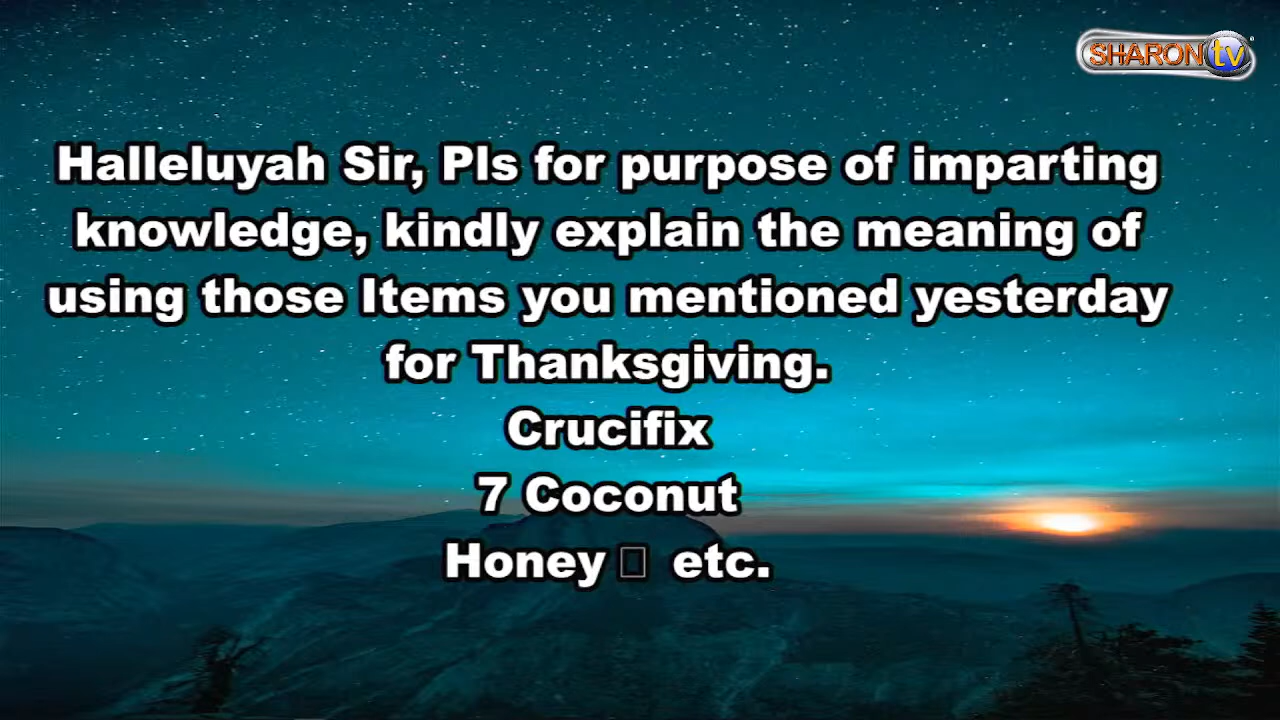 SHARON tv
Halleluyah Sir, Pls for purpose of imparting
knowledge, kindly explain the meaning of
using those Items you mentioned yesterday
for Thanksgiving.
Crucifix
7 Coconut
Honey □ etc.